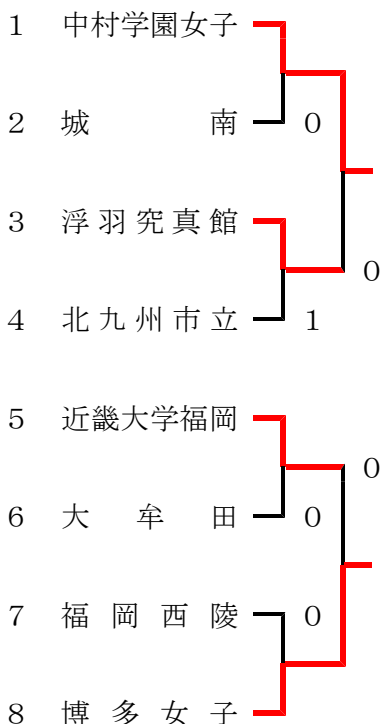 1 中村学園女子
2 城南 0
3 浮羽究真館
0
4 北九州市立 1
5 近畿大学福岡
0
6 大牟田 0
7 福岡西陵 0
8 博多女子